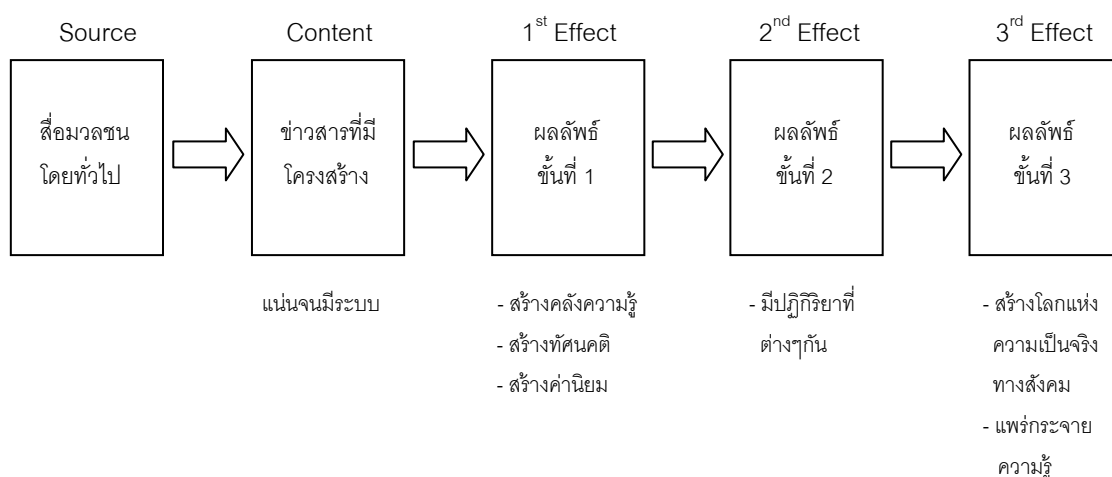 Source
Content
1st Effect
2nd Effect
3rd Effect
สื่อมวลชน
โดยทั่วไป
ข่าวสารที่มี
โครงสร้าง
ผลลัพธ์
ขั้นที่ 1
ผลลัพธ์
ขั้นที่ 2
ผลลัพธ์
ขั้นที่ 3
แน่นจนมีระบบ
- สร้างคลังความรู้
- สร้างทัศนคติ
- สร้างค่านิยม
- มีปฏิกิริยาที่
ต่างๆกัน
- สร้างโลกแห่ง
ความเป็นจริง
ทางสังคม
- แพร่กระจาย
ความรู้